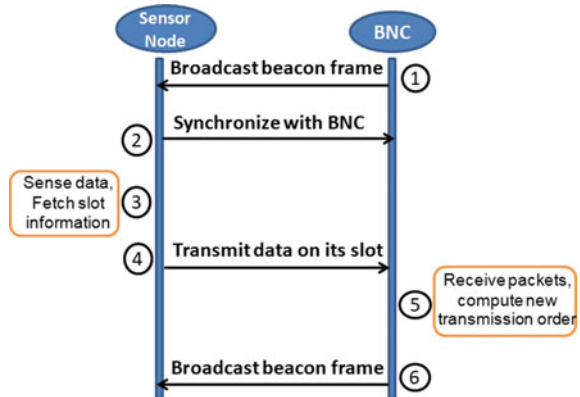 Sensor
Node
BNC
Broadcast beacon frame
1
Synchronize with BNC
2
Sense data,
Fetch slot
information
3
Transmit data on its slot
4
Receive packets,
compute new
transmission order
5
Broadcast beacon frame
6